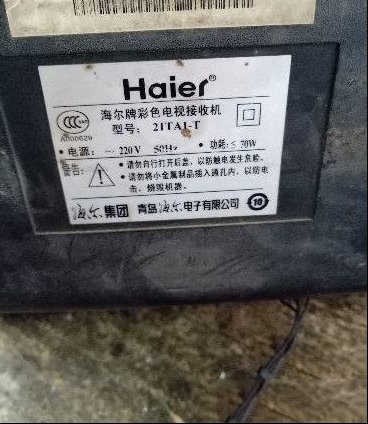 Haier®
海尔牌彩色电视接收机
型号: 21TA1-T
A000629
• 电源: ~ 220V 50Hz • 功耗:≤ 70W
警告:
• 请勿自行打开后盖, 以防触电发生危险。
• 请勿将小金属制品插入通孔内, 以防电
击、烧毁机器。
海尔集团 青岛海尔电子有限公司 10